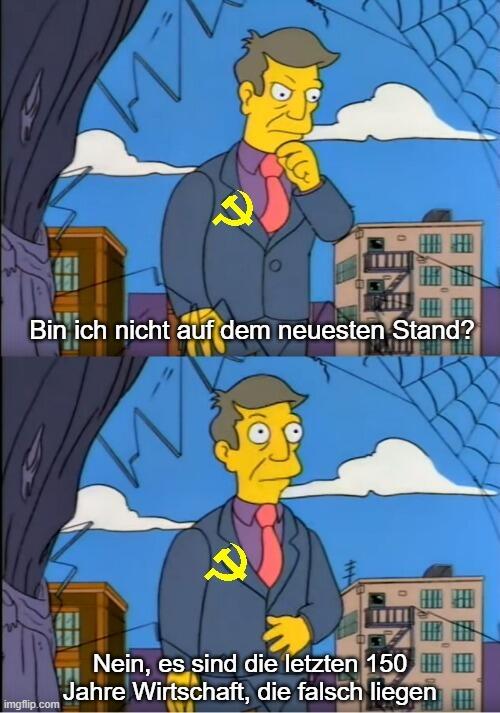 Bin ich nicht auf dem neuesten Stand?
Nein, es sind die letzten 150
Jahre Wirtschaft, die falsch liegen
imgflip.com